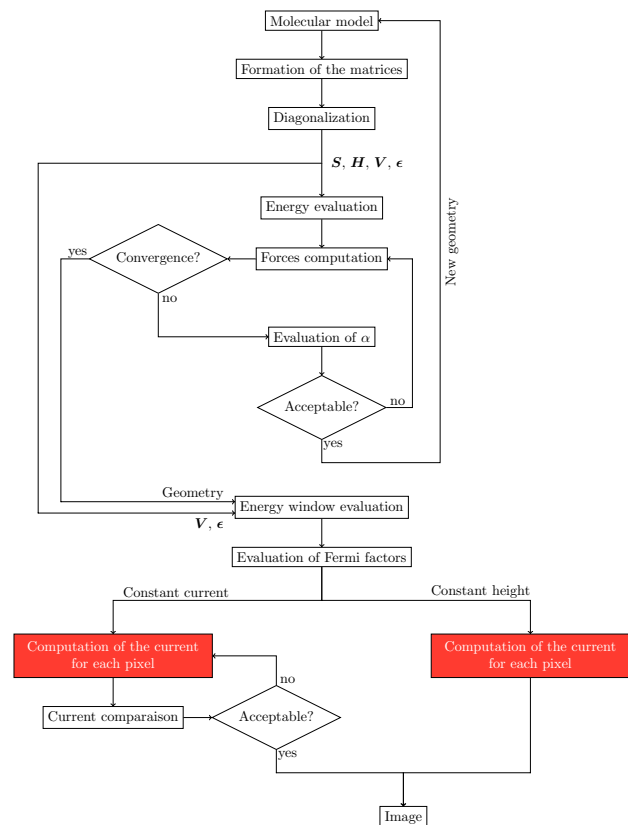 Molecular model
Formation of the matrices
Diagonalization
S, H, V, ϵ
Energy evaluation
New geometry
yes
Convergence?
Forces computation
no
Evaluation of α
Acceptable?
no
yes
Geometry
Energy window evaluation
V, ϵ
Evaluation of Fermi factors
Constant current
Constant height
Computation of the current
for each pixel
Computation of the current
for each pixel
no
Current comparaison
Acceptable?
yes
Image